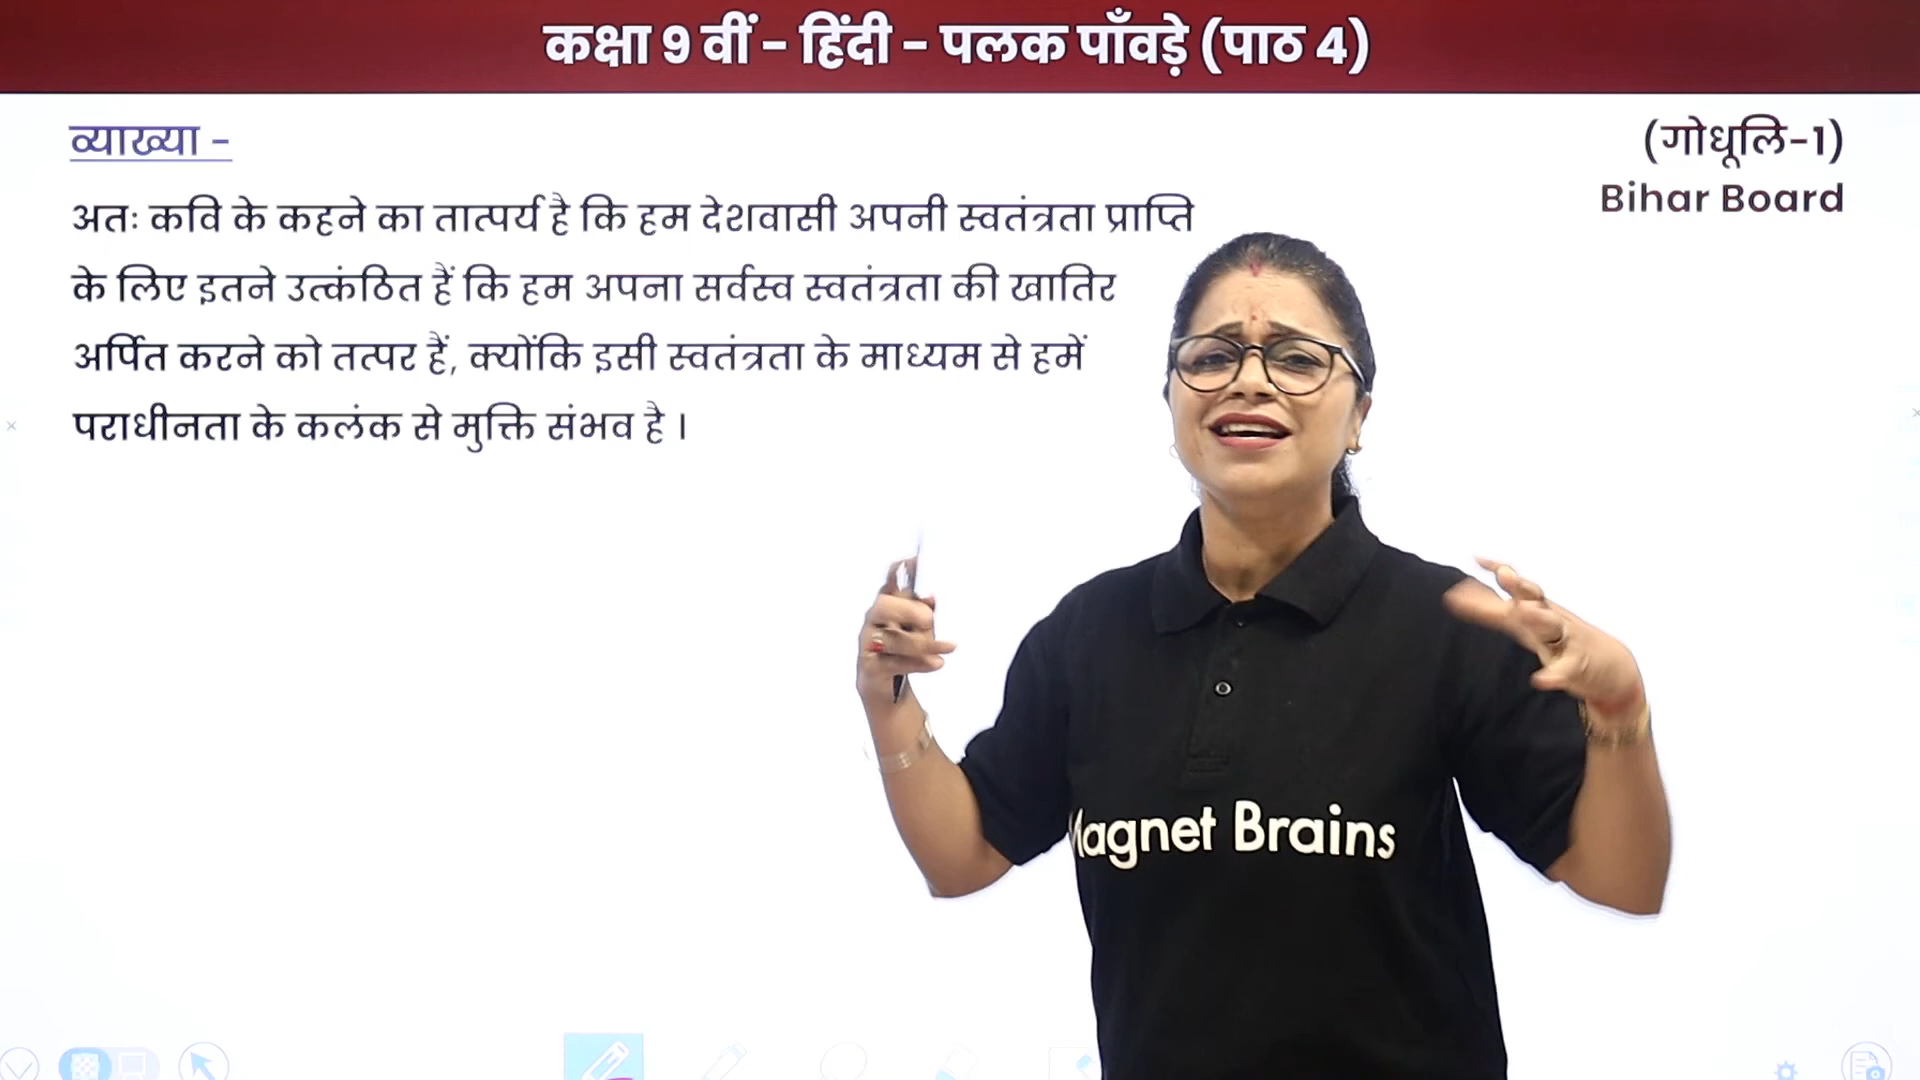 कक्षा 9 वीं - हिंदी - पलक पाँवड़े (पाठ 4)
व्याख्या -
(गोधूलि-1)
Bihar Board
अतः कवि के कहने का तात्पर्य है कि हम देशवासी अपनी स्वतंत्रता प्राप्ति
के लिए इतने उत्कंठित हैं कि हम अपना सर्वस्व स्वतंत्रता की खातिर
अर्पित करने को तत्पर हैं, क्योंकि इसी स्वतंत्रता के माध्यम से हमें
पराधीनता के कलंक से मुक्ति संभव है ।
Magnet Brains